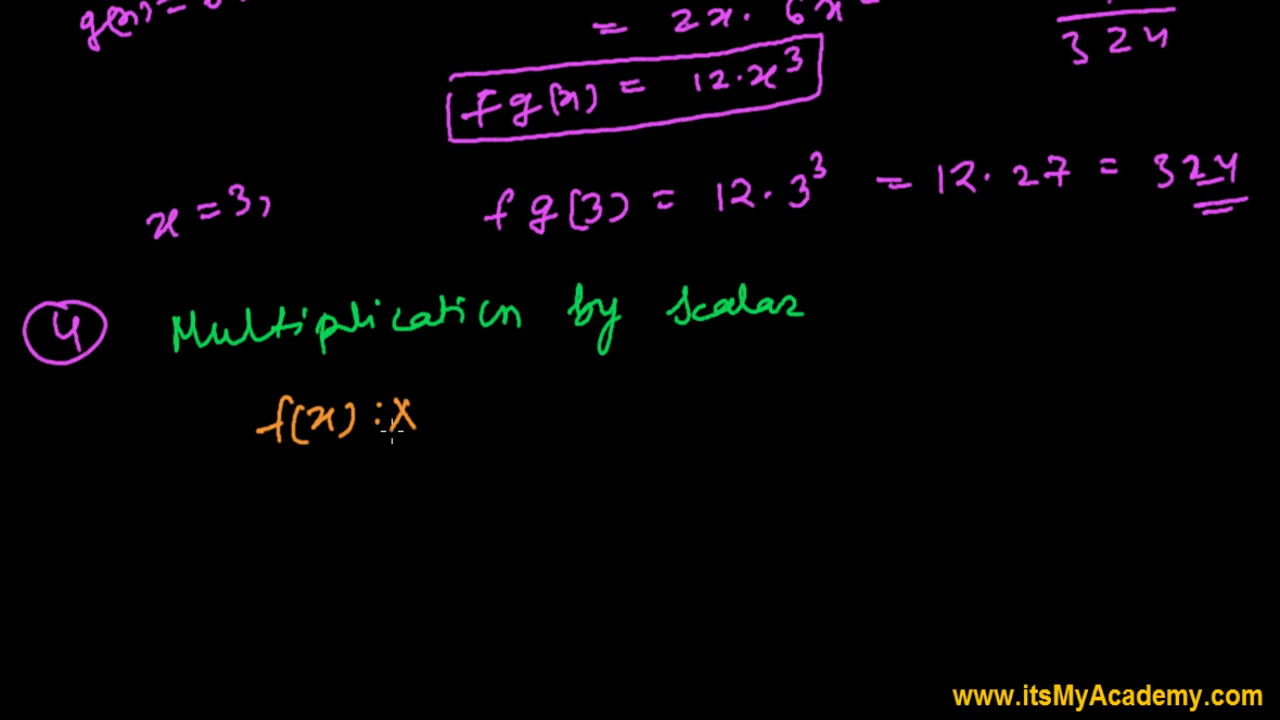 g(x) =
= 2x. 6x
324
fg(x) = 12.x³
x = 3, fg(3) = 12.3³ = 12.27 = 324
4 Multiplication by scalar
f(x) : X
www.itsMyAcademy.com